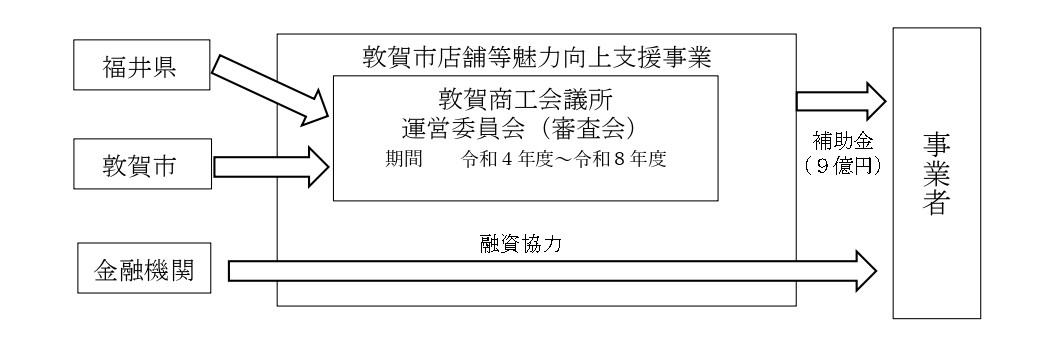 福井県
敦賀市
金融機関
敦賀市店舗等魅力向上支援事業
敦賀商工会議所
運営委員会（審査会）
期間　　令和４年度～令和８年度
融資協力
補助金
（９億円）
事業者